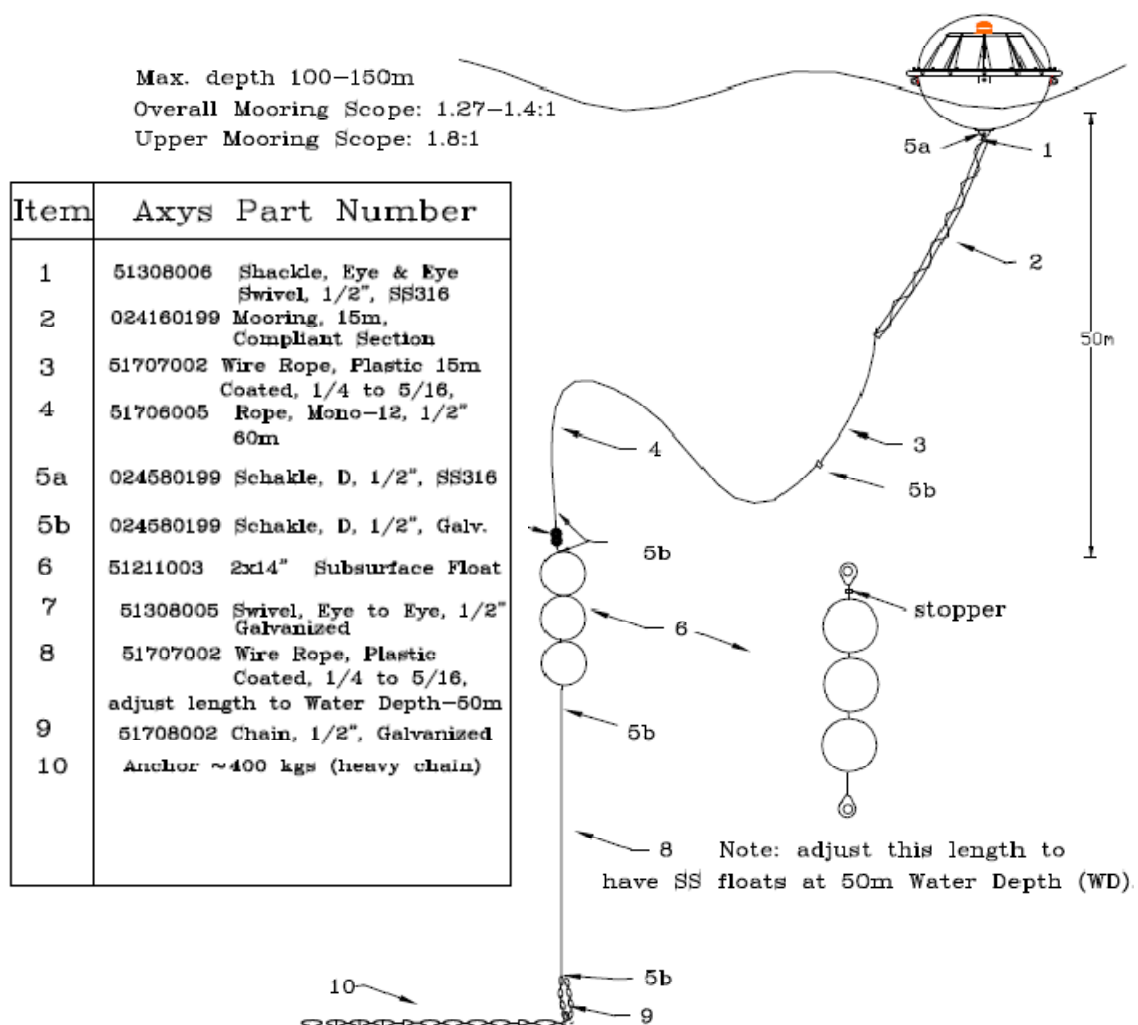 Max. depth 100-150m
Overall Mooring Scope: 1.27-1.4:1
Upper Mooring Scope: 1.8:1
5a
1
2
50m
3
4
5b
5b
6
stopper
5b
8 Note: adjust this length to
have SS floats at 50m Water Depth (WD).
5b
10
9
Item Axys Part Number
1 51308006 Shackle, Eye & Eye
Swivel, 1/2", SS316
2 024160199 Mooring, 15m,
Compliant Section
3 51707002 Wire Rope, Plastic 15m
Coated, 1/4 to 5/16,
4 51706005 Rope, Mono-12, 1/2"
60m
5a 024580199 Schakle, D, 1/2", SS316
5b 024580199 Schakle, D, 1/2", Galv.
6 51211003 2x14" Subsurface Float
7 51308005 Swivel, Eye to Eye, 1/2"
Galvanized
8 51707002 Wire Rope, Plastic
Coated, 1/4 to 5/16,
adjust length to Water Depth-50m
9 51708002 Chain, 1/2", Galvanized
10 Anchor ~400 kgs (heavy chain)